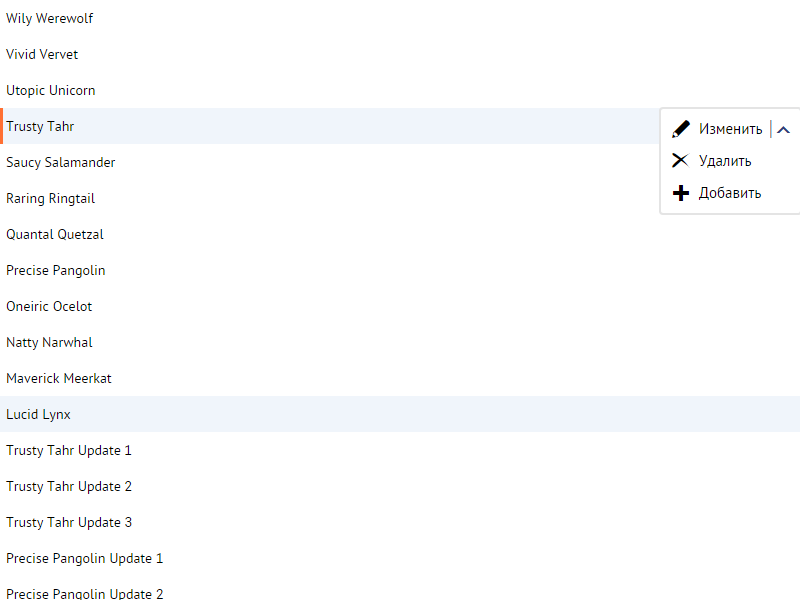 Wily Werewolf
Vivid Vervet
Utopic Unicorn
Trusty Tahr
Изменить
Удалить
Добавить
Saucy Salamander
Raring Ringtail
Quantal Quetzal
Precise Pangolin
Oneiric Ocelot
Natty Narwhal
Maverick Meerkat
Lucid Lynx
Trusty Tahr Update 1
Trusty Tahr Update 2
Trusty Tahr Update 3
Precise Pangolin Update 1
Precise Pangolin Update 2